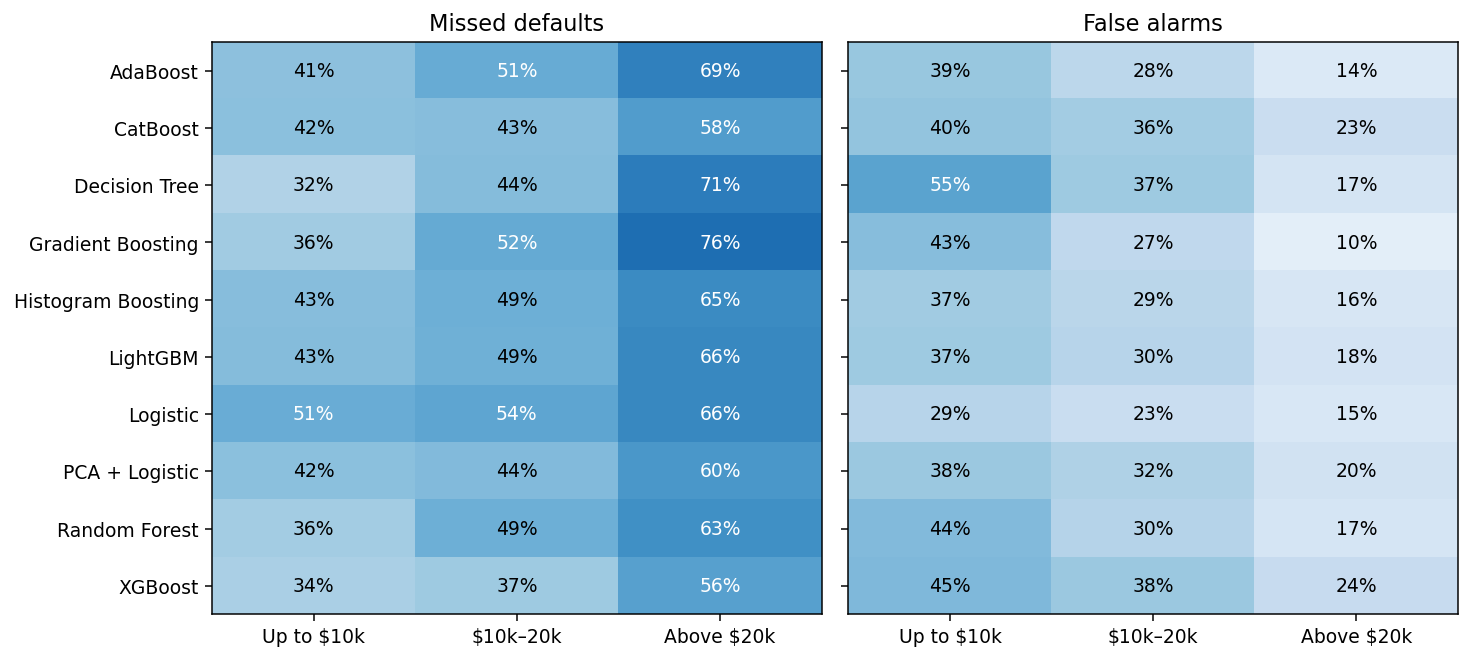 Missed defaults False alarms
AdaBoost 41% 51% 69% 39% 28% 14%
CatBoost 42% 43% 58% 40% 36% 23%
Decision Tree 32% 44% 71% 55% 37% 17%
Gradient Boosting 36% 52% 76% 43% 27% 10%
Histogram Boosting 43% 49% 65% 37% 29% 16%
LightGBM 43% 49% 66% 37% 30% 18%
Logistic 51% 54% 66% 29% 23% 15%
PCA + Logistic 42% 44% 60% 38% 32% 20%
Random Forest 36% 49% 63% 44% 30% 17%
XGBoost 34% 37% 56% 45% 38% 24%
Up to $10k $10k–20k Above $20k Up to $10k $10k–20k Above $20k